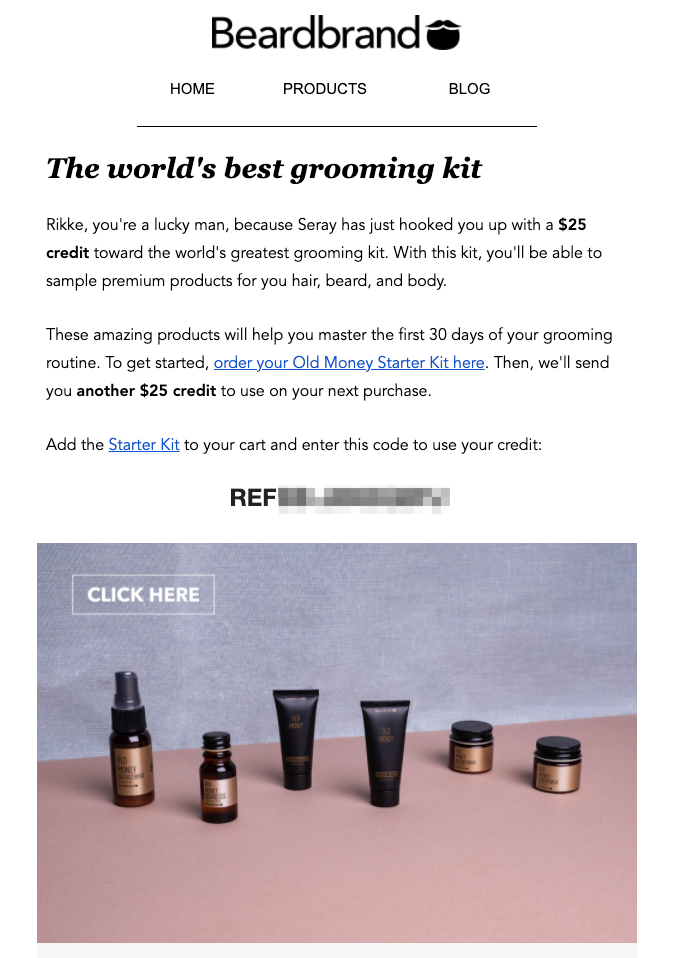 Beardbrand
HOME PRODUCTS BLOG
The world's best grooming kit
Rikke, you're a lucky man, because Seray has just hooked you up with a $25
credit toward the world's greatest grooming kit. With this kit, you'll be able to
sample premium products for you hair, beard, and body.
These amazing products will help you master the first 30 days of your grooming
routine. To get started, order your Old Money Starter Kit here. Then, we'll send
you another $25 credit to use on your next purchase.
Add the Starter Kit to your cart and enter this code to use your credit:
REF
CLICK HERE
OLD
MONEY
OLD
MONEY
OLD
MONEY